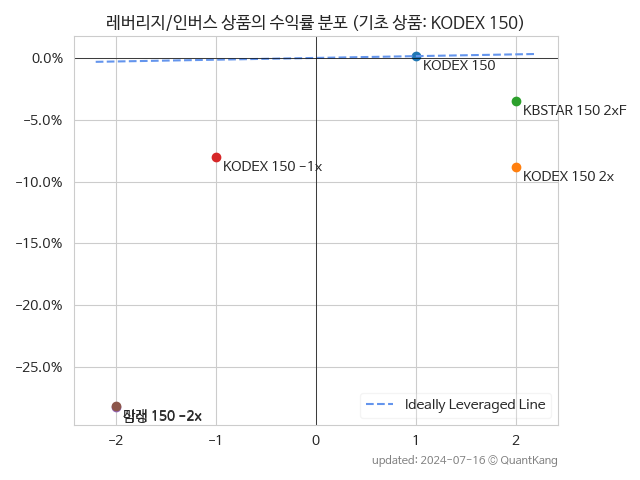 레버리지/인버스 상품의 수익률 분포 (기초 상품: KODEX 150)
0.0%
−5.0%
−10.0%
−15.0%
−20.0%
−25.0%
KODEX 150
KBSTAR 150 2xF
KODEX 150 2x
KODEX 150 −1x
150 −2x
Ideally Leveraged Line
−2
−1
0
1
2
updated: 2024-07-16 © QuantKang